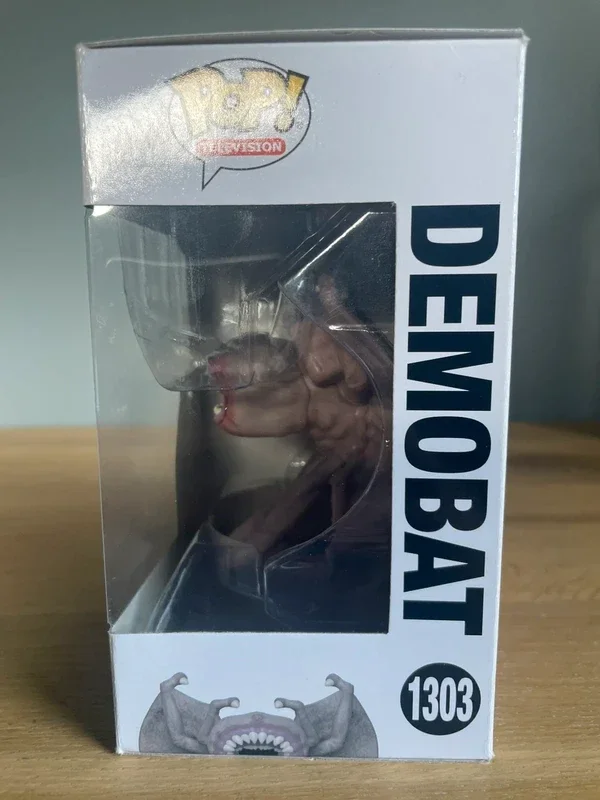 POP!
TELEVISION
DEMOBAT
1303